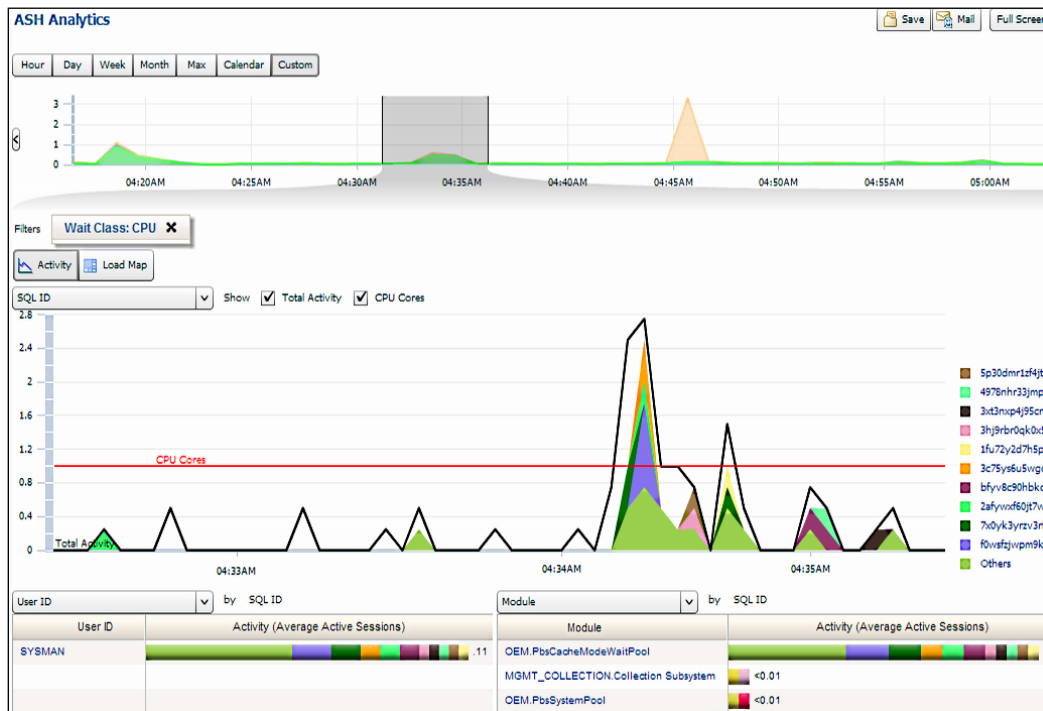 ASH Analytics
Save Mail Full Screen
Hour Day Week Month Max Calendar Custom
3
2
1
0
04:20AM 04:25AM 04:30AM 04:35AM 04:40AM 04:45AM 04:50AM 04:55AM 05:00AM
Filters Wait Class: CPU
Activity Load Map
SQL ID Show Total Activity CPU Cores
2.8
2.4
2
1.6
1.2
0.8
0.4
0
CPU Cores
Total Activity
04:33AM 04:34AM 04:35AM
5p30dmr1zf4jt
4978nhr33jmp
3xt3nxp4j95cn
3hj9rbr0qk0x5
1fu72y2d7h5p
3c75ys6u5wgc
bfyv8c90hbkc
2afywxf60jt7w
7x0yk3yrzv3n
f0wsfzjwpm9k
Others
User ID by SQL ID
User ID Activity (Average Active Sessions)
SYSMAN .11
Module by SQL ID
Module Activity (Average Active Sessions)
OEM.PbsCacheModeWaitPool
MGMT_COLLECTION.Collection Subsystem <0.01
OEM.PbsSystemPool <0.01